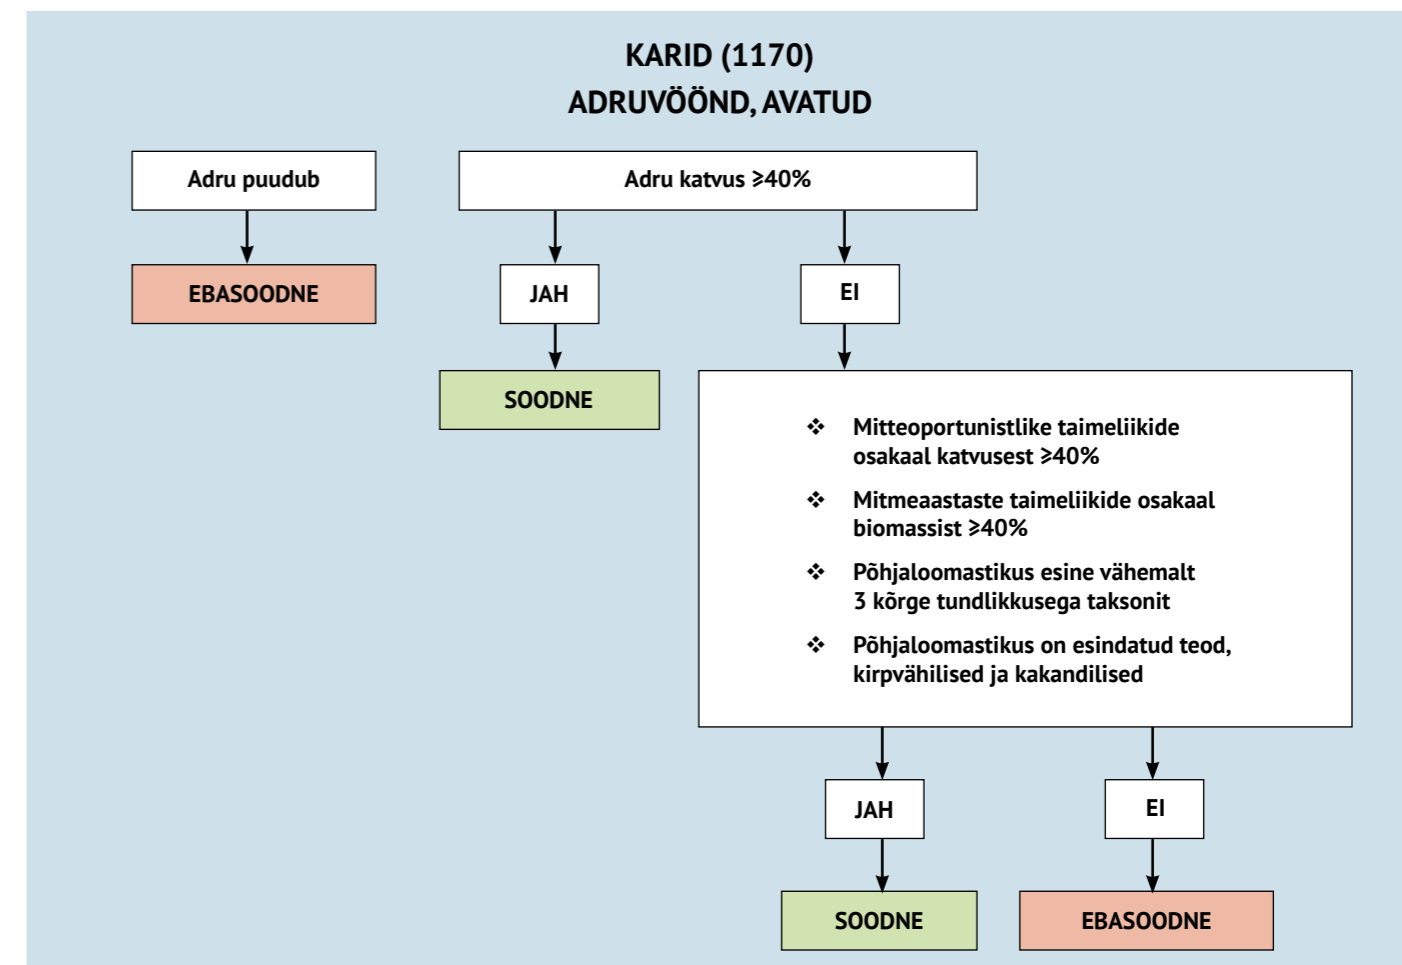 KARID (1170)
ADRUVÖÖND, AVATUD
Adru puudub
Adru katvus ≥40%
EBASOODNE
JAH
EI
SOODNE
❖ Mitteoportunistlike taimeliikide
osakaal katvusest ≥40%
❖ Mitmeaastaste taimeliikide osakaal
biomassist ≥40%
❖ Põhjaloomastikus esine vähemalt
3 kõrge tundlikkusega taksonit
❖ Põhjaloomastikus on esindatud teod,
kirpvähilised ja kakandilised
JAH
EI
SOODNE
EBASOODNE